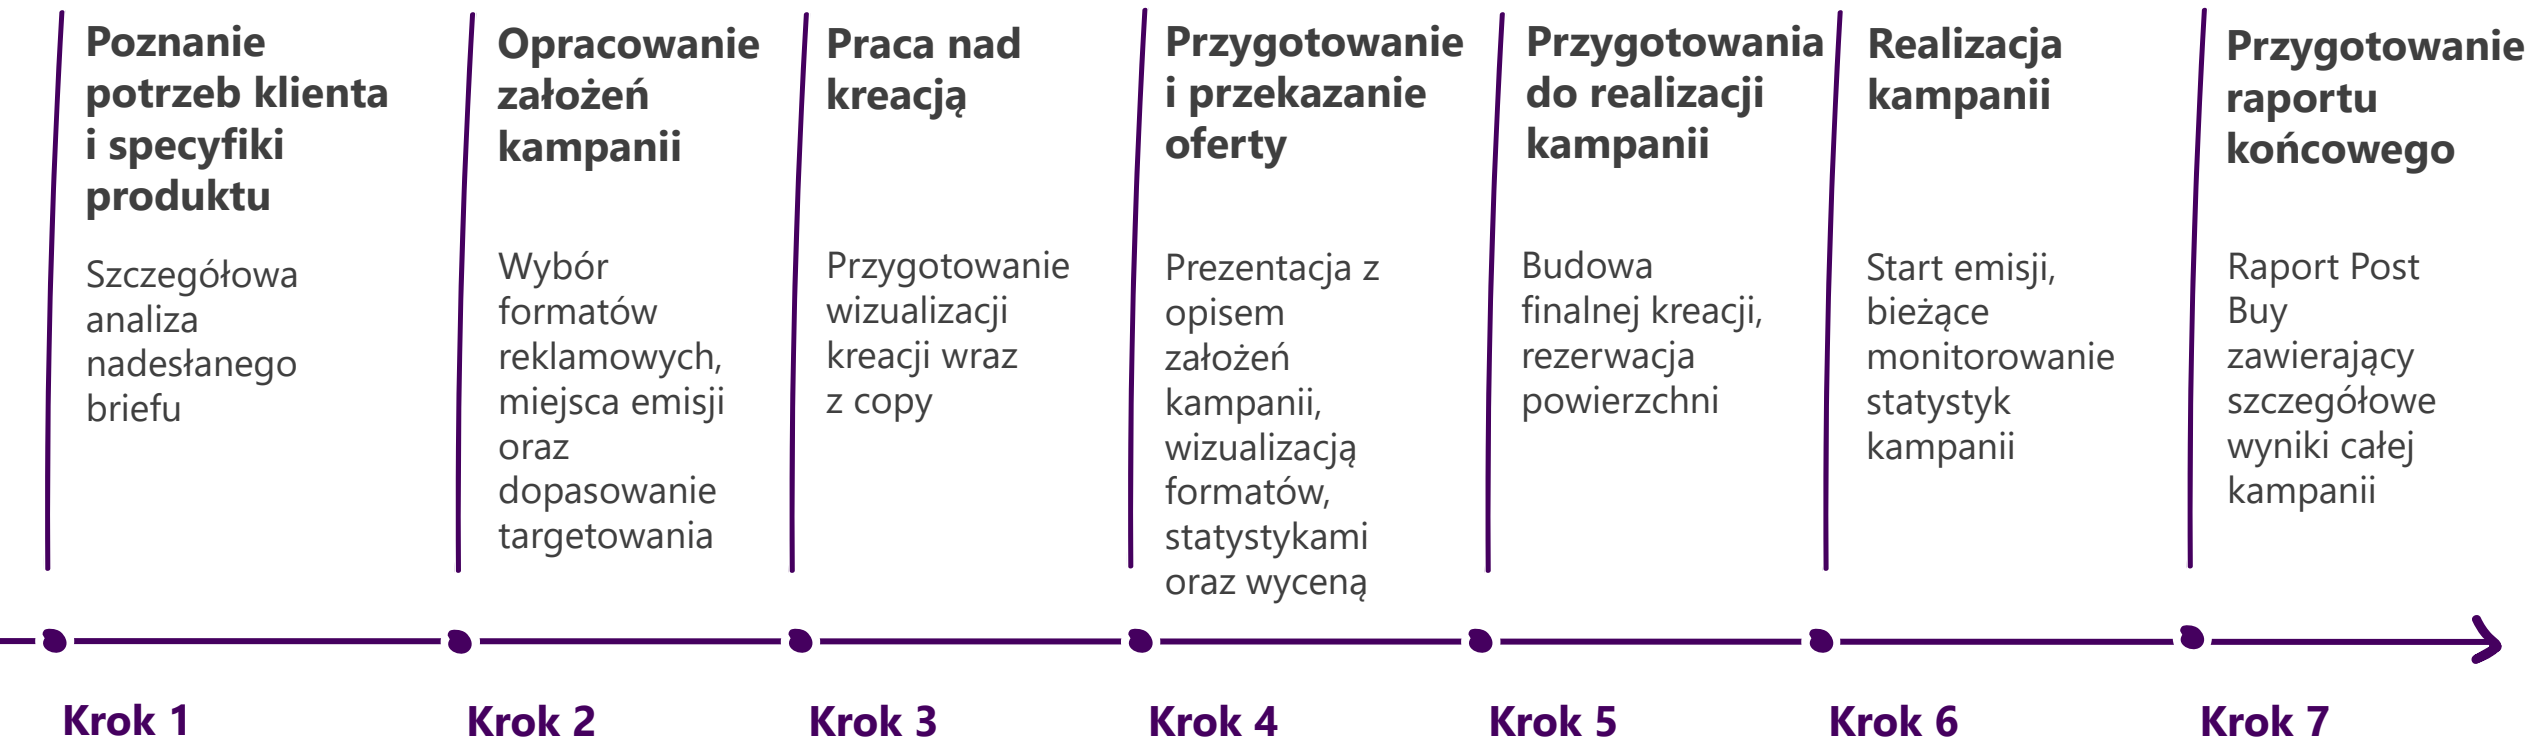 Poznanie
potrzeb klienta
i specyfiki
produktu
Szczegółowa
analiza
nadesłanego
briefu
Krok 1
Opracowanie
założeń
kampanii
Wybór
formatów
reklamowych,
miejsca emisji
oraz
dopasowanie
targetowania
Krok 2
Praca nad
kreacją
Przygotowanie
wizualizacji
kreacji wraz
z copy
Krok 3
Przygotowanie
i przekazanie
oferty
Prezentacja z
opisem
założeń
kampanii,
wizualizacją
formatów,
statystykami
oraz wyceną
Krok 4
Przygotowania
do realizacji
kampanii
Budowa
finalnej kreacji,
rezerwacja
powierzchni
Krok 5
Realizacja
kampanii
Start emisji,
bieżące
monitorowanie
statystyk
kampanii
Krok 6
Przygotowanie
raportu
końcowego
Raport Post
Buy
zawierający
szczegółowe
wyniki całej
kampanii
Krok 7